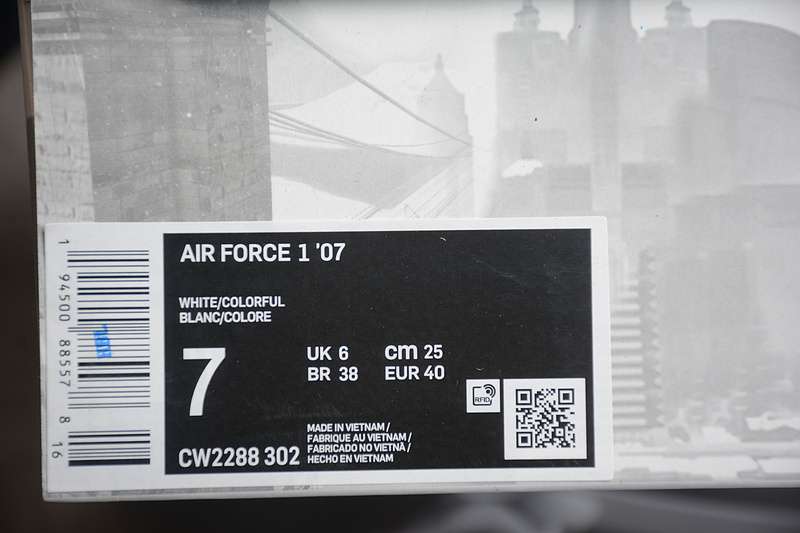 AIR FORCE 1 '07
WHITE/COLORFUL
BLANC/COLORE
7
UK 6
cm 25
BR 38
EUR 40
RFID
MADE IN VIETNAM /
FABRIQUE AU VIETNAM /
FABRICADO NO VIETNÃ /
HECHO EN VIETNAM
CW2288 302
1 94500 88557 8 16